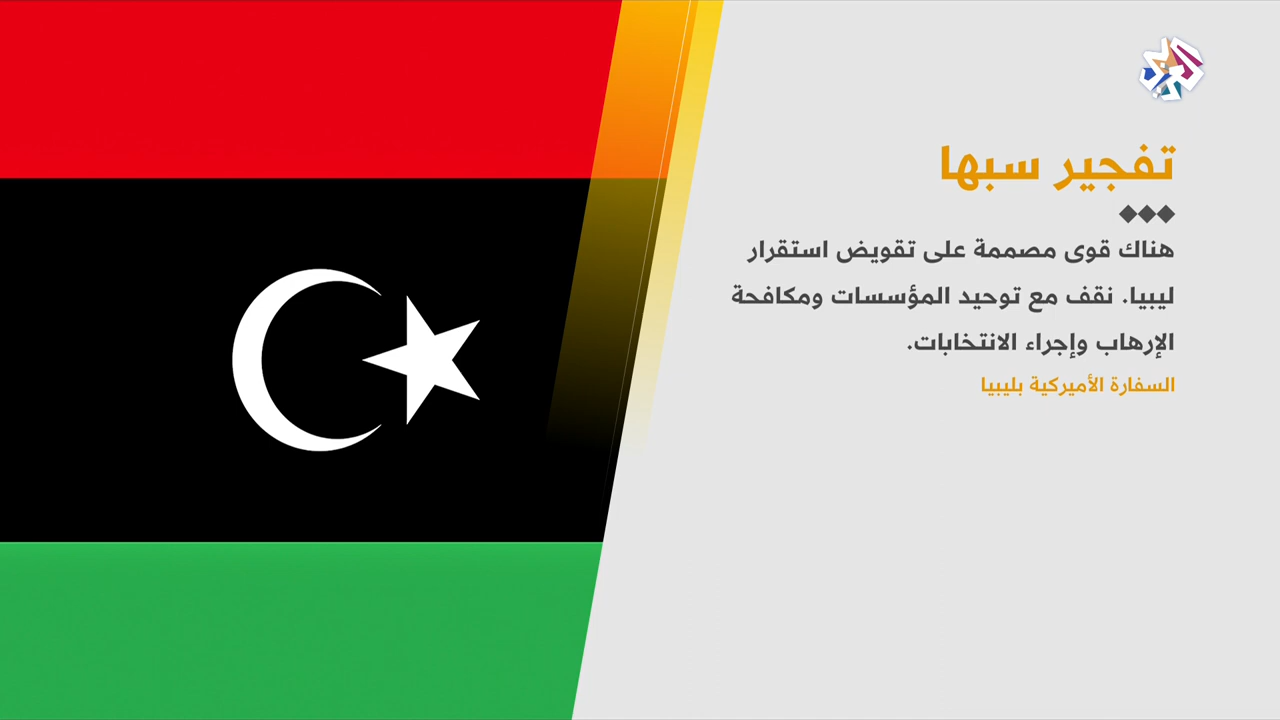 تفجير سبها
هناك قوى مصممة على تقويض استقرار
ليبيا. نقف مع توحيد المؤسسات ومكافحة
الإرهاب وإجراء الانتخابات.
السفارة الأميركية بليبيا